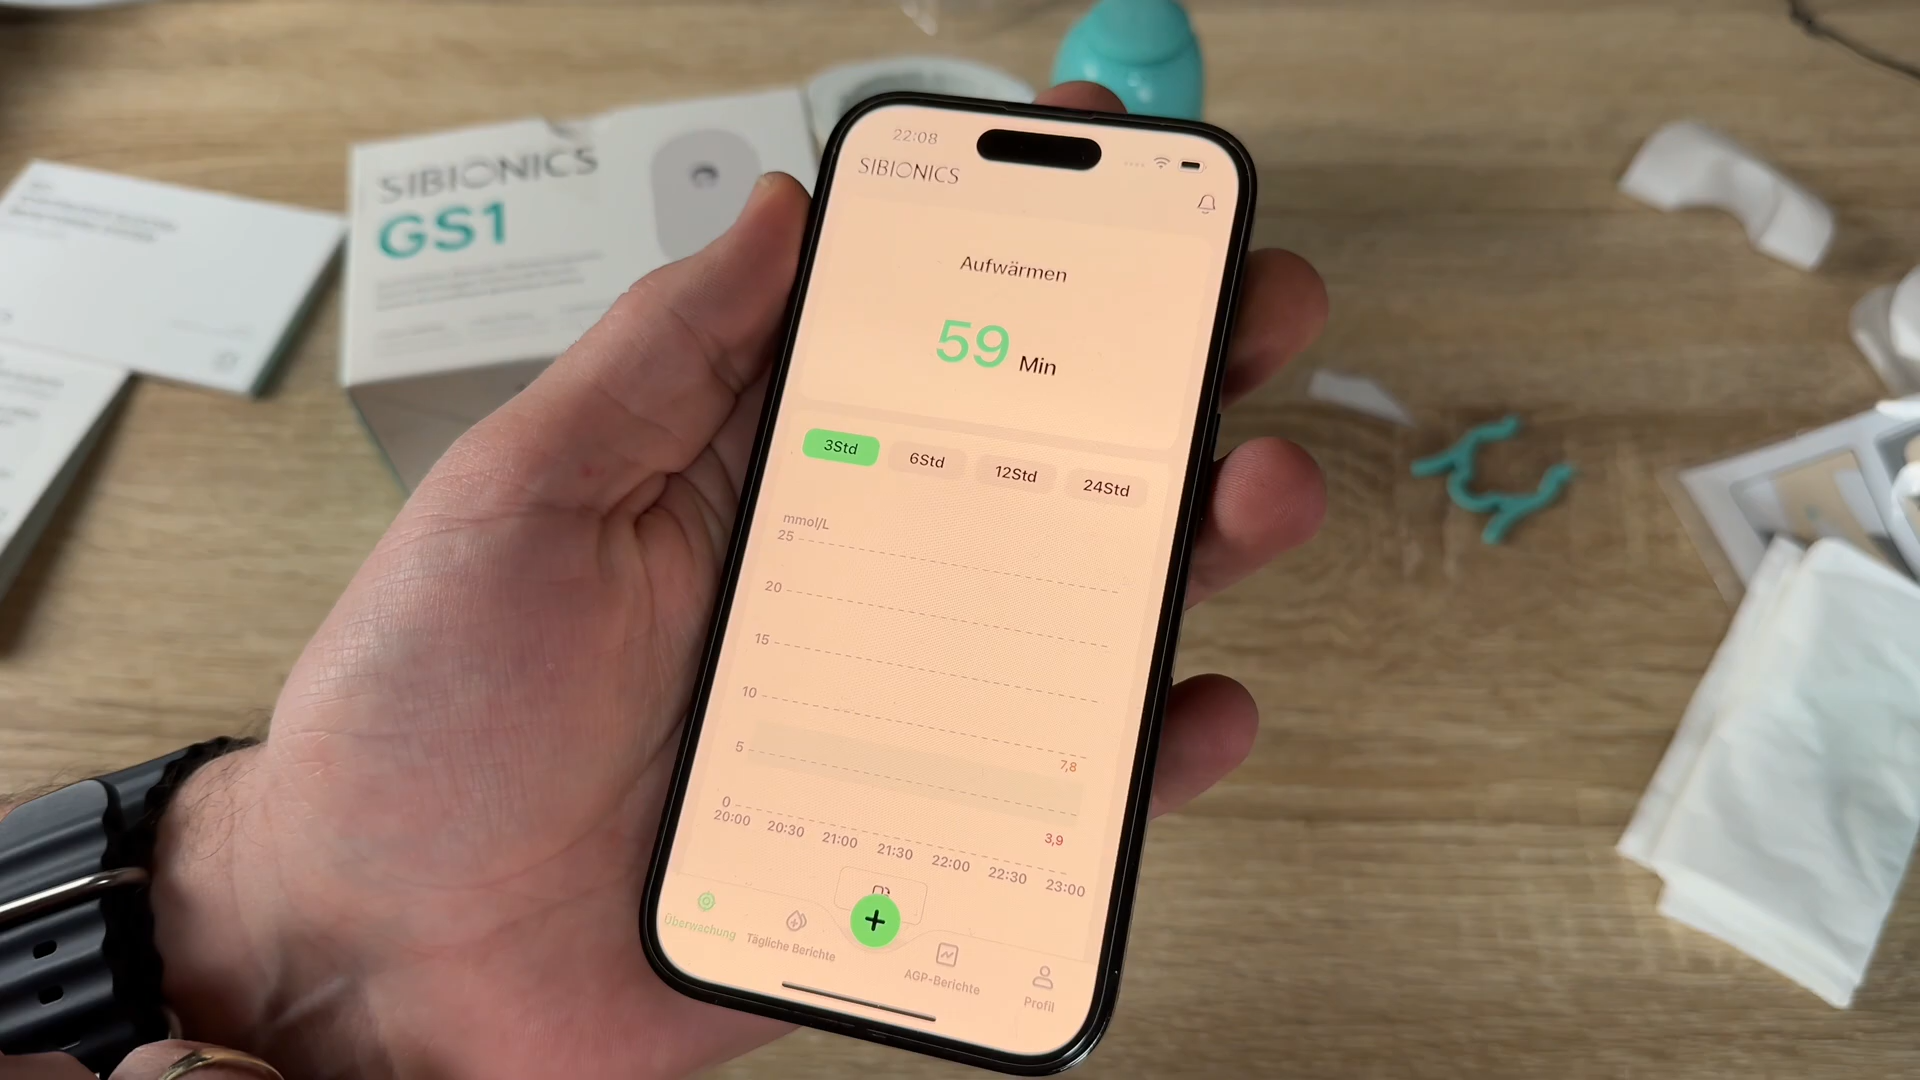 SIBIONICS
GS1
22:08
SIBIONICS
Aufwärmen
59 Min
3Std 6Std 12Std 24Std
mmol/L
25
20
15
10
5
7,8
0
3,9
20:00 20:30 21:00 21:30 22:00 22:30 23:00
+
Überwachung Tägliche Berichte AGP-Berichte Profil